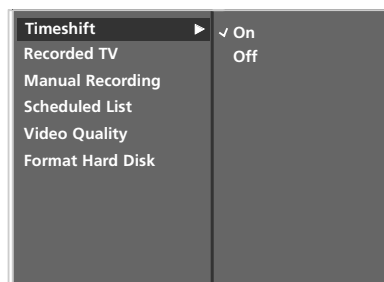 Timeshift
Recorded TV
Manual Recording
Scheduled List
Video Quality
Format Hard Disk
✓ On
Off